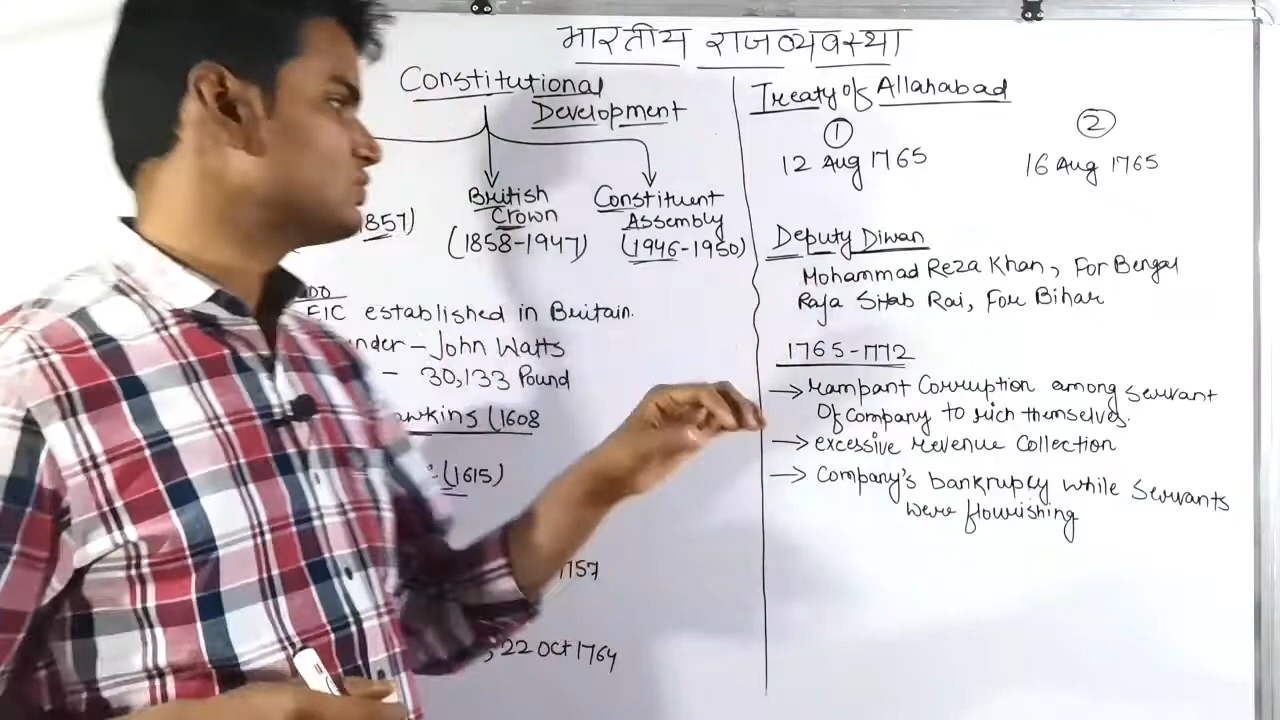 भारतीय राजव्यवस्था
Constitutional
Development
1857)
British
Crown
(1858-1947)
Constituent
Assembly
(1946-1950)
EIC established in Britain.
- John Watts
- 30,133 Pound
(1608
(1615)
1757
, 22 Oct 1764
Treaty of Allahabad
1
12 Aug 1765
2
16 Aug 1765
Deputy Diwan
Mohammad Reza Khan, For Bengal
Raja Shitab Rai, For Bihar
1765-1772
→ rampant Corruption among Servant
Of Company to rich themselves.
→ excessive revenue Collection
→ Company's bankrupcy while Servants
were flourishing